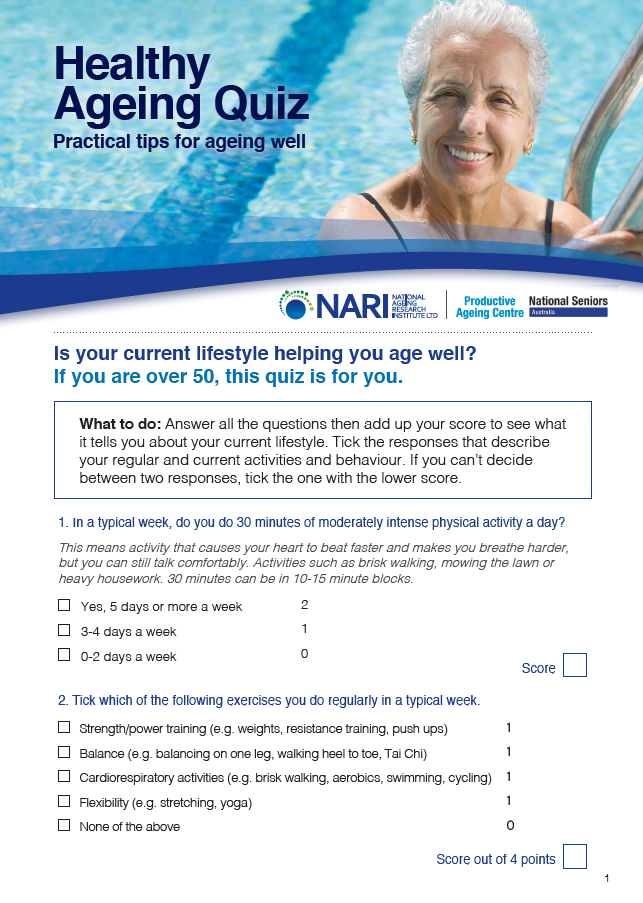 Healthy
Ageing Quiz
Practical tips for ageing well
NARI NATIONAL
AGEING
RESEARCH
INSTITUTE LTD
Productive
Ageing Centre
National Seniors
Australia
Is your current lifestyle helping you age well?
If you are over 50, this quiz is for you.
What to do: Answer all the questions then add up your score to see what
it tells you about your current lifestyle. Tick the responses that describe
your regular and current activities and behaviour. If you can’t decide
between two responses, tick the one with the lower score.
1. In a typical week, do you do 30 minutes of moderately intense physical activity a day?
This means activity that causes your heart to beat faster and makes you breathe harder,
but you can still talk comfortably. Activities such as brisk walking, mowing the lawn or
heavy housework. 30 minutes can be in 10-15 minute blocks.
Yes, 5 days or more a week 2
3-4 days a week 1
0-2 days a week 0
Score
2. Tick which of the following exercises you do regularly in a typical week.
Strength/power training (e.g. weights, resistance training, push ups) 1
Balance (e.g. balancing on one leg, walking heel to toe, Tai Chi) 1
Cardiorespiratory activities (e.g. brisk walking, aerobics, swimming, cycling) 1
Flexibility (e.g. stretching, yoga) 1
None of the above 0
Score out of 4 points
1